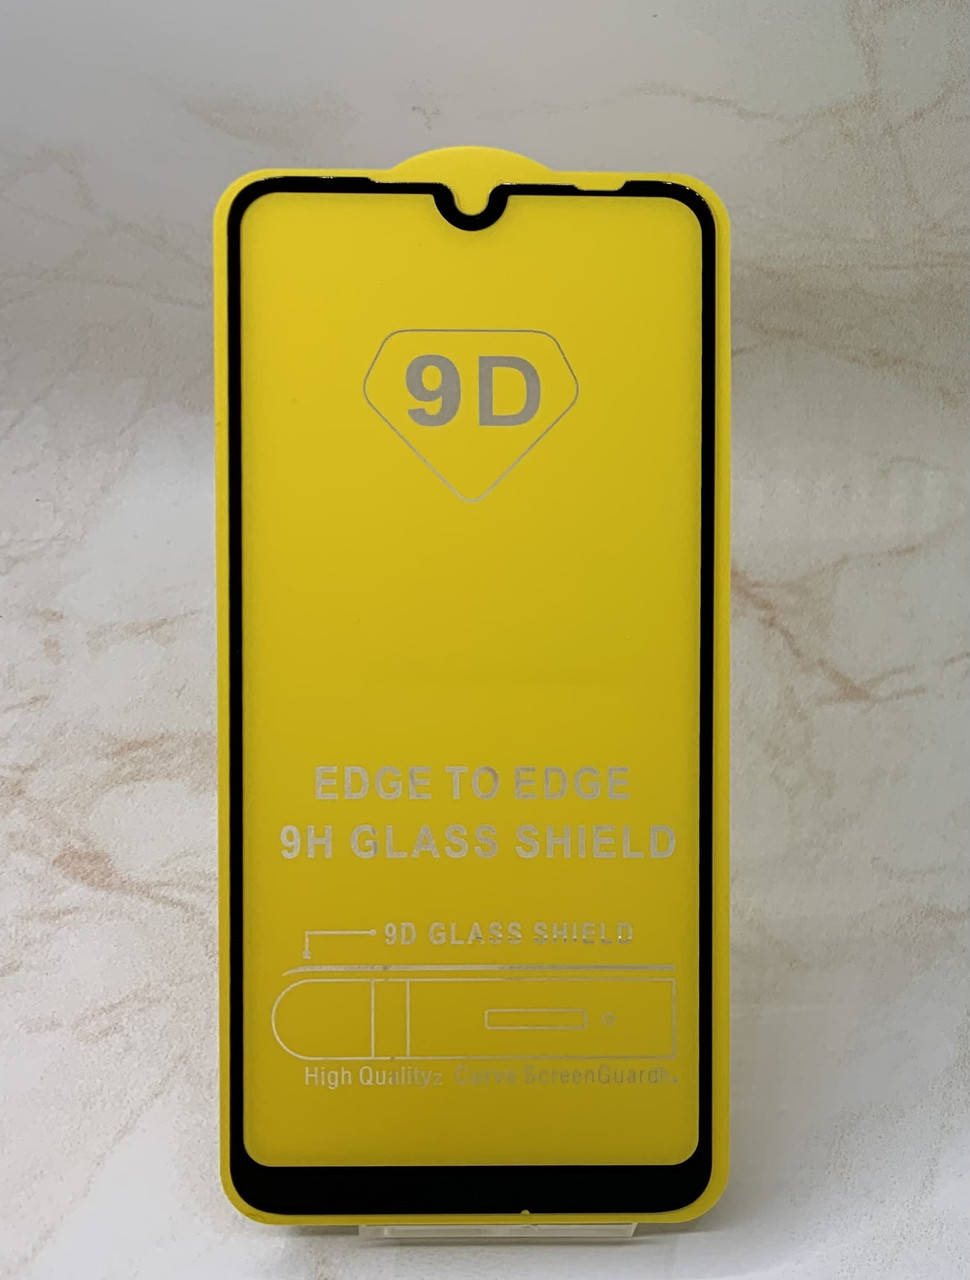 9D
EDGE TO EDGE
9H GLASS SHIELD
9D GLASS SHIELD
High Quality Curve ScreenGuard